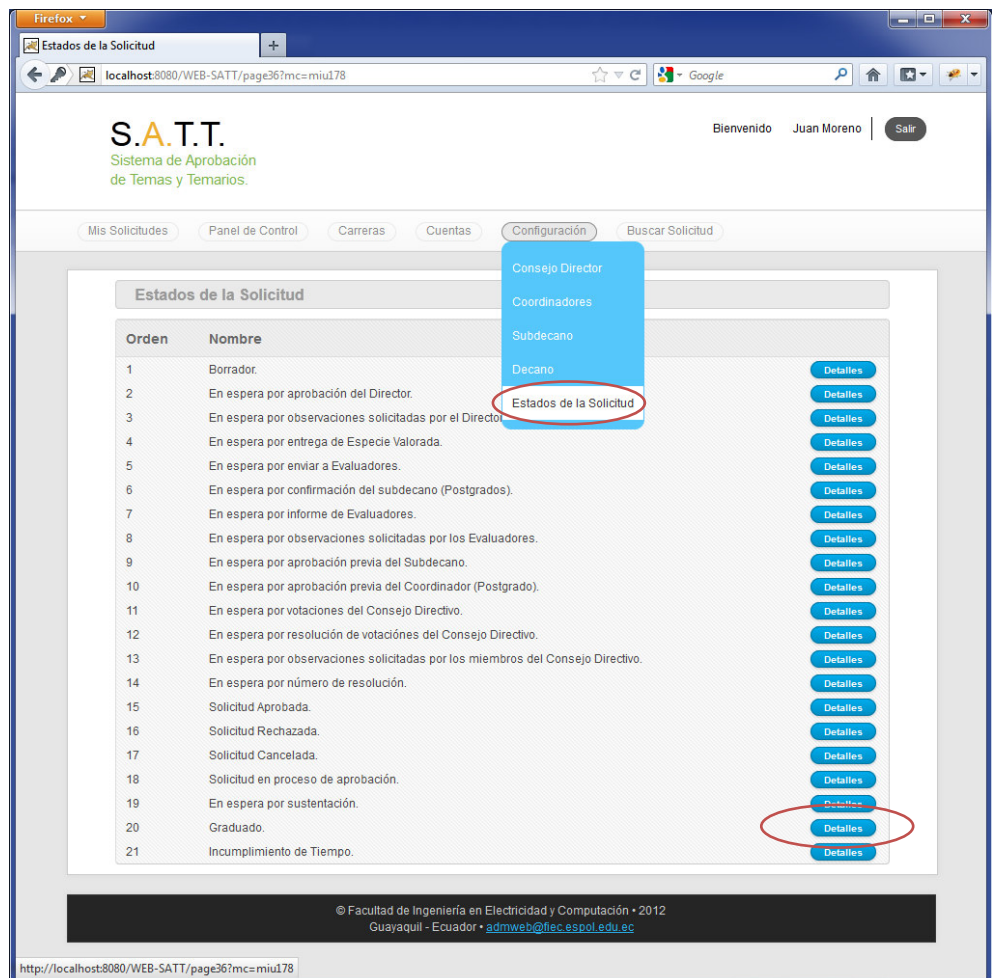 Firefox
Estados de la Solicitud
localhost:8080/WEB-SATT/page36?mc=miu178
Google
S.A.T.T.
Sistema de Aprobación
de Temas y Temarios.
Bienvenido Juan Moreno Salir
Mis Solicitudes Panel de Control Carreras Cuentas Configuración Buscar Solicitud
Consejo Director
Coordinadores
Subdecano
Decano
Estados de la Solicitud
Estados de la Solicitud
Orden Nombre
1 Borrador. Detalles
2 En espera por aprobación del Director. Detalles
3 En espera por observaciones solicitadas por el Director Detalles
4 En espera por entrega de Especie Valorada. Detalles
5 En espera por enviar a Evaluadores. Detalles
6 En espera por confirmación del subdecano (Postgrados). Detalles
7 En espera por informe de Evaluadores. Detalles
8 En espera por observaciones solicitadas por los Evaluadores. Detalles
9 En espera por aprobación previa del Subdecano. Detalles
10 En espera por aprobación previa del Coordinador (Postgrado). Detalles
11 En espera por votaciones del Consejo Directivo. Detalles
12 En espera por resolución de votaciónes del Consejo Directivo. Detalles
13 En espera por observaciones solicitadas por los miembros del Consejo Directivo. Detalles
14 En espera por número de resolución. Detalles
15 Solicitud Aprobada. Detalles
16 Solicitud Rechazada. Detalles
17 Solicitud Cancelada. Detalles
18 Solicitud en proceso de aprobación. Detalles
19 En espera por sustentación. Detalles
20 Graduado. Detalles
21 Incumplimiento de Tiempo. Detalles
© Facultad de Ingeniería en Electricidad y Computación • 2012
Guayaquil - Ecuador • admweb@fiec.espol.edu.ec
http://localhost:8080/WEB-SATT/page36?mc=miu178